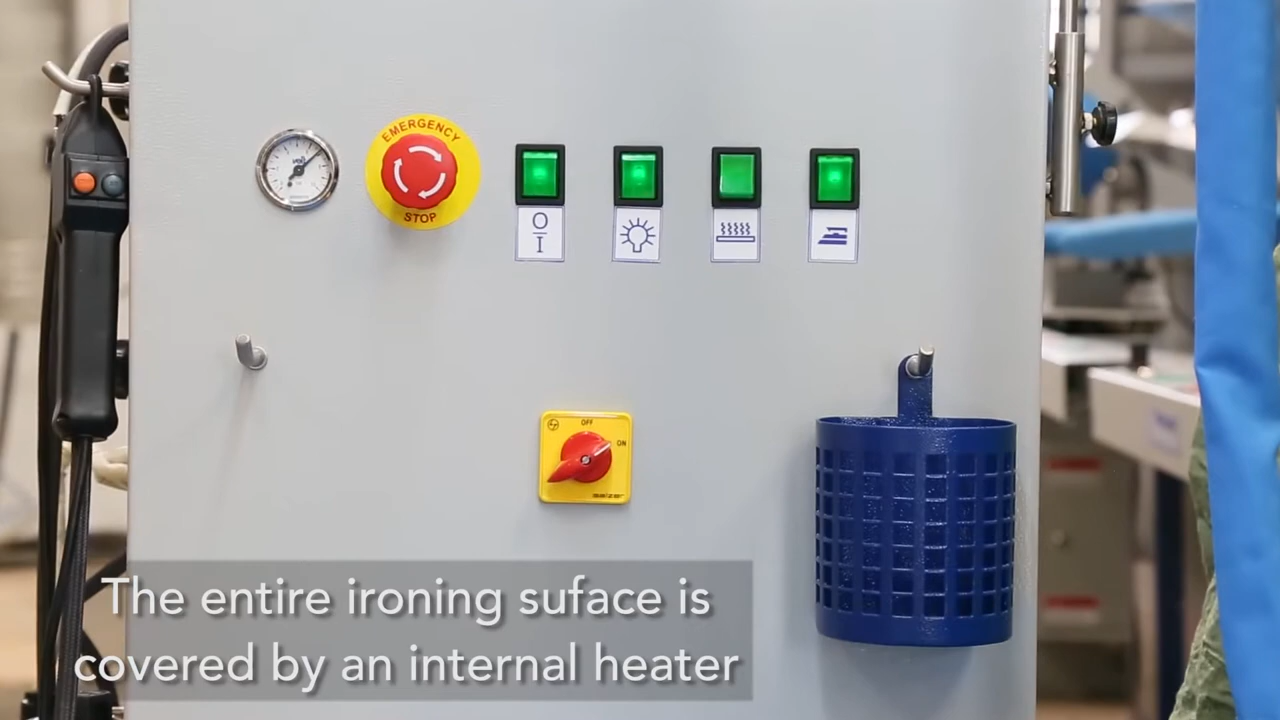 EMERGENCY
STOP
O
I
OFF
ON
The entire ironing suface is
covered by an internal heater